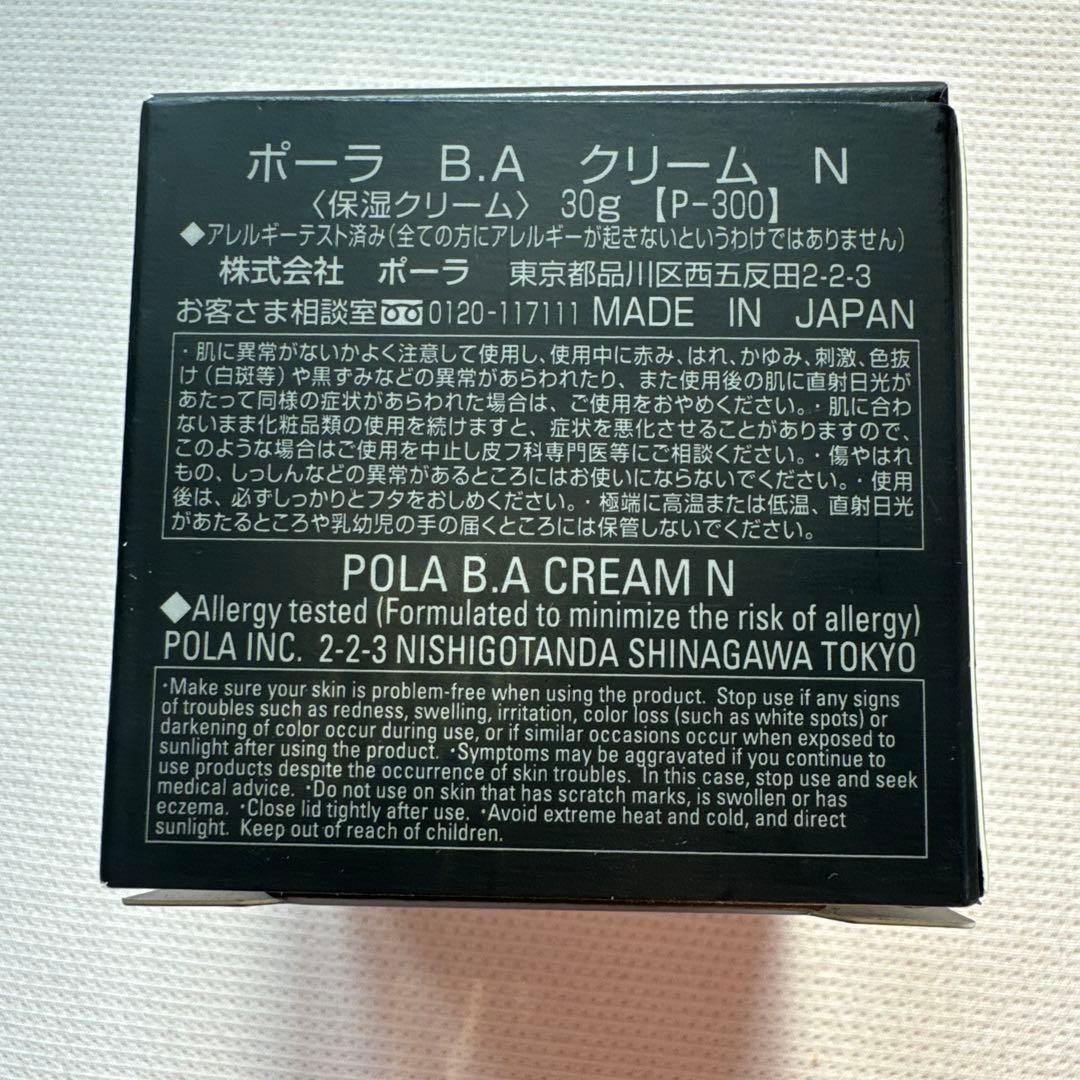 ポーラ B.A クリーム N
〈保湿クリーム〉 30g 【P-300】
◆アレルギーテスト済み(全ての方にアレルギーが起きないというわけではありません)
株式会社 ポーラ 東京都品川区西五反田2-2-3
お客さま相談室 0120-117111 MADE IN JAPAN
・肌に異常がないかよく注意して使用し、使用中に赤み、はれ、かゆみ、刺激、色抜
け(白斑等)や黒ずみなどの異常があらわれたり、また使用後の肌に直射日光が
あたって同様の症状があらわれた場合は、ご使用をおやめください。・肌に合わ
ないまま化粧品類の使用を続けますと、症状を悪化させることがありますので、
このような場合はご使用を中止し皮フ科専門医等にご相談ください。・傷やはれ
もの、しっしんなどの異常があるところにはお使いにならないでください。・使用
後は、必ずしっかりとフタをおしめください。・極端に高温または低温、直射日光
があたるところや乳幼児の手の届くところには保管しないでください。
POLA B.A CREAM N
◆Allergy tested (Formulated to minimize the risk of allergy)
POLA INC. 2-2-3 NISHIGOTANDA SHINAGAWA TOKYO
・Make sure your skin is problem-free when using the product. Stop use if any signs
of troubles such as redness, swelling, irritation, color loss (such as white spots) or
darkening of color occur during use, or if similar occasions occur when exposed to
sunlight after using the product. ・Symptoms may be aggravated if you continue to
use products despite the occurrence of skin troubles. In this case, stop use and seek
medical advice. ・Do not use on skin that has scratch marks, is swollen or has
eczema. ・Close lid tightly after use. ・Avoid extreme heat and cold, and direct
sunlight. Keep out of reach of children.